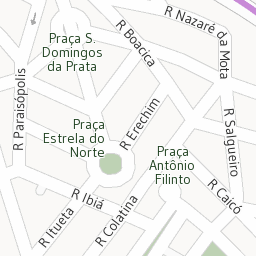 R Nazaré da Mota
Praça S.
Domingos
da Prata
R Boacica
R Paraisópolis
R Erechim
R Salgueiro
Praça
Estrela do
Norte
Praça
Antônio
Filinto
R Ibiá
R Caicó
R Itueta
R Colatina